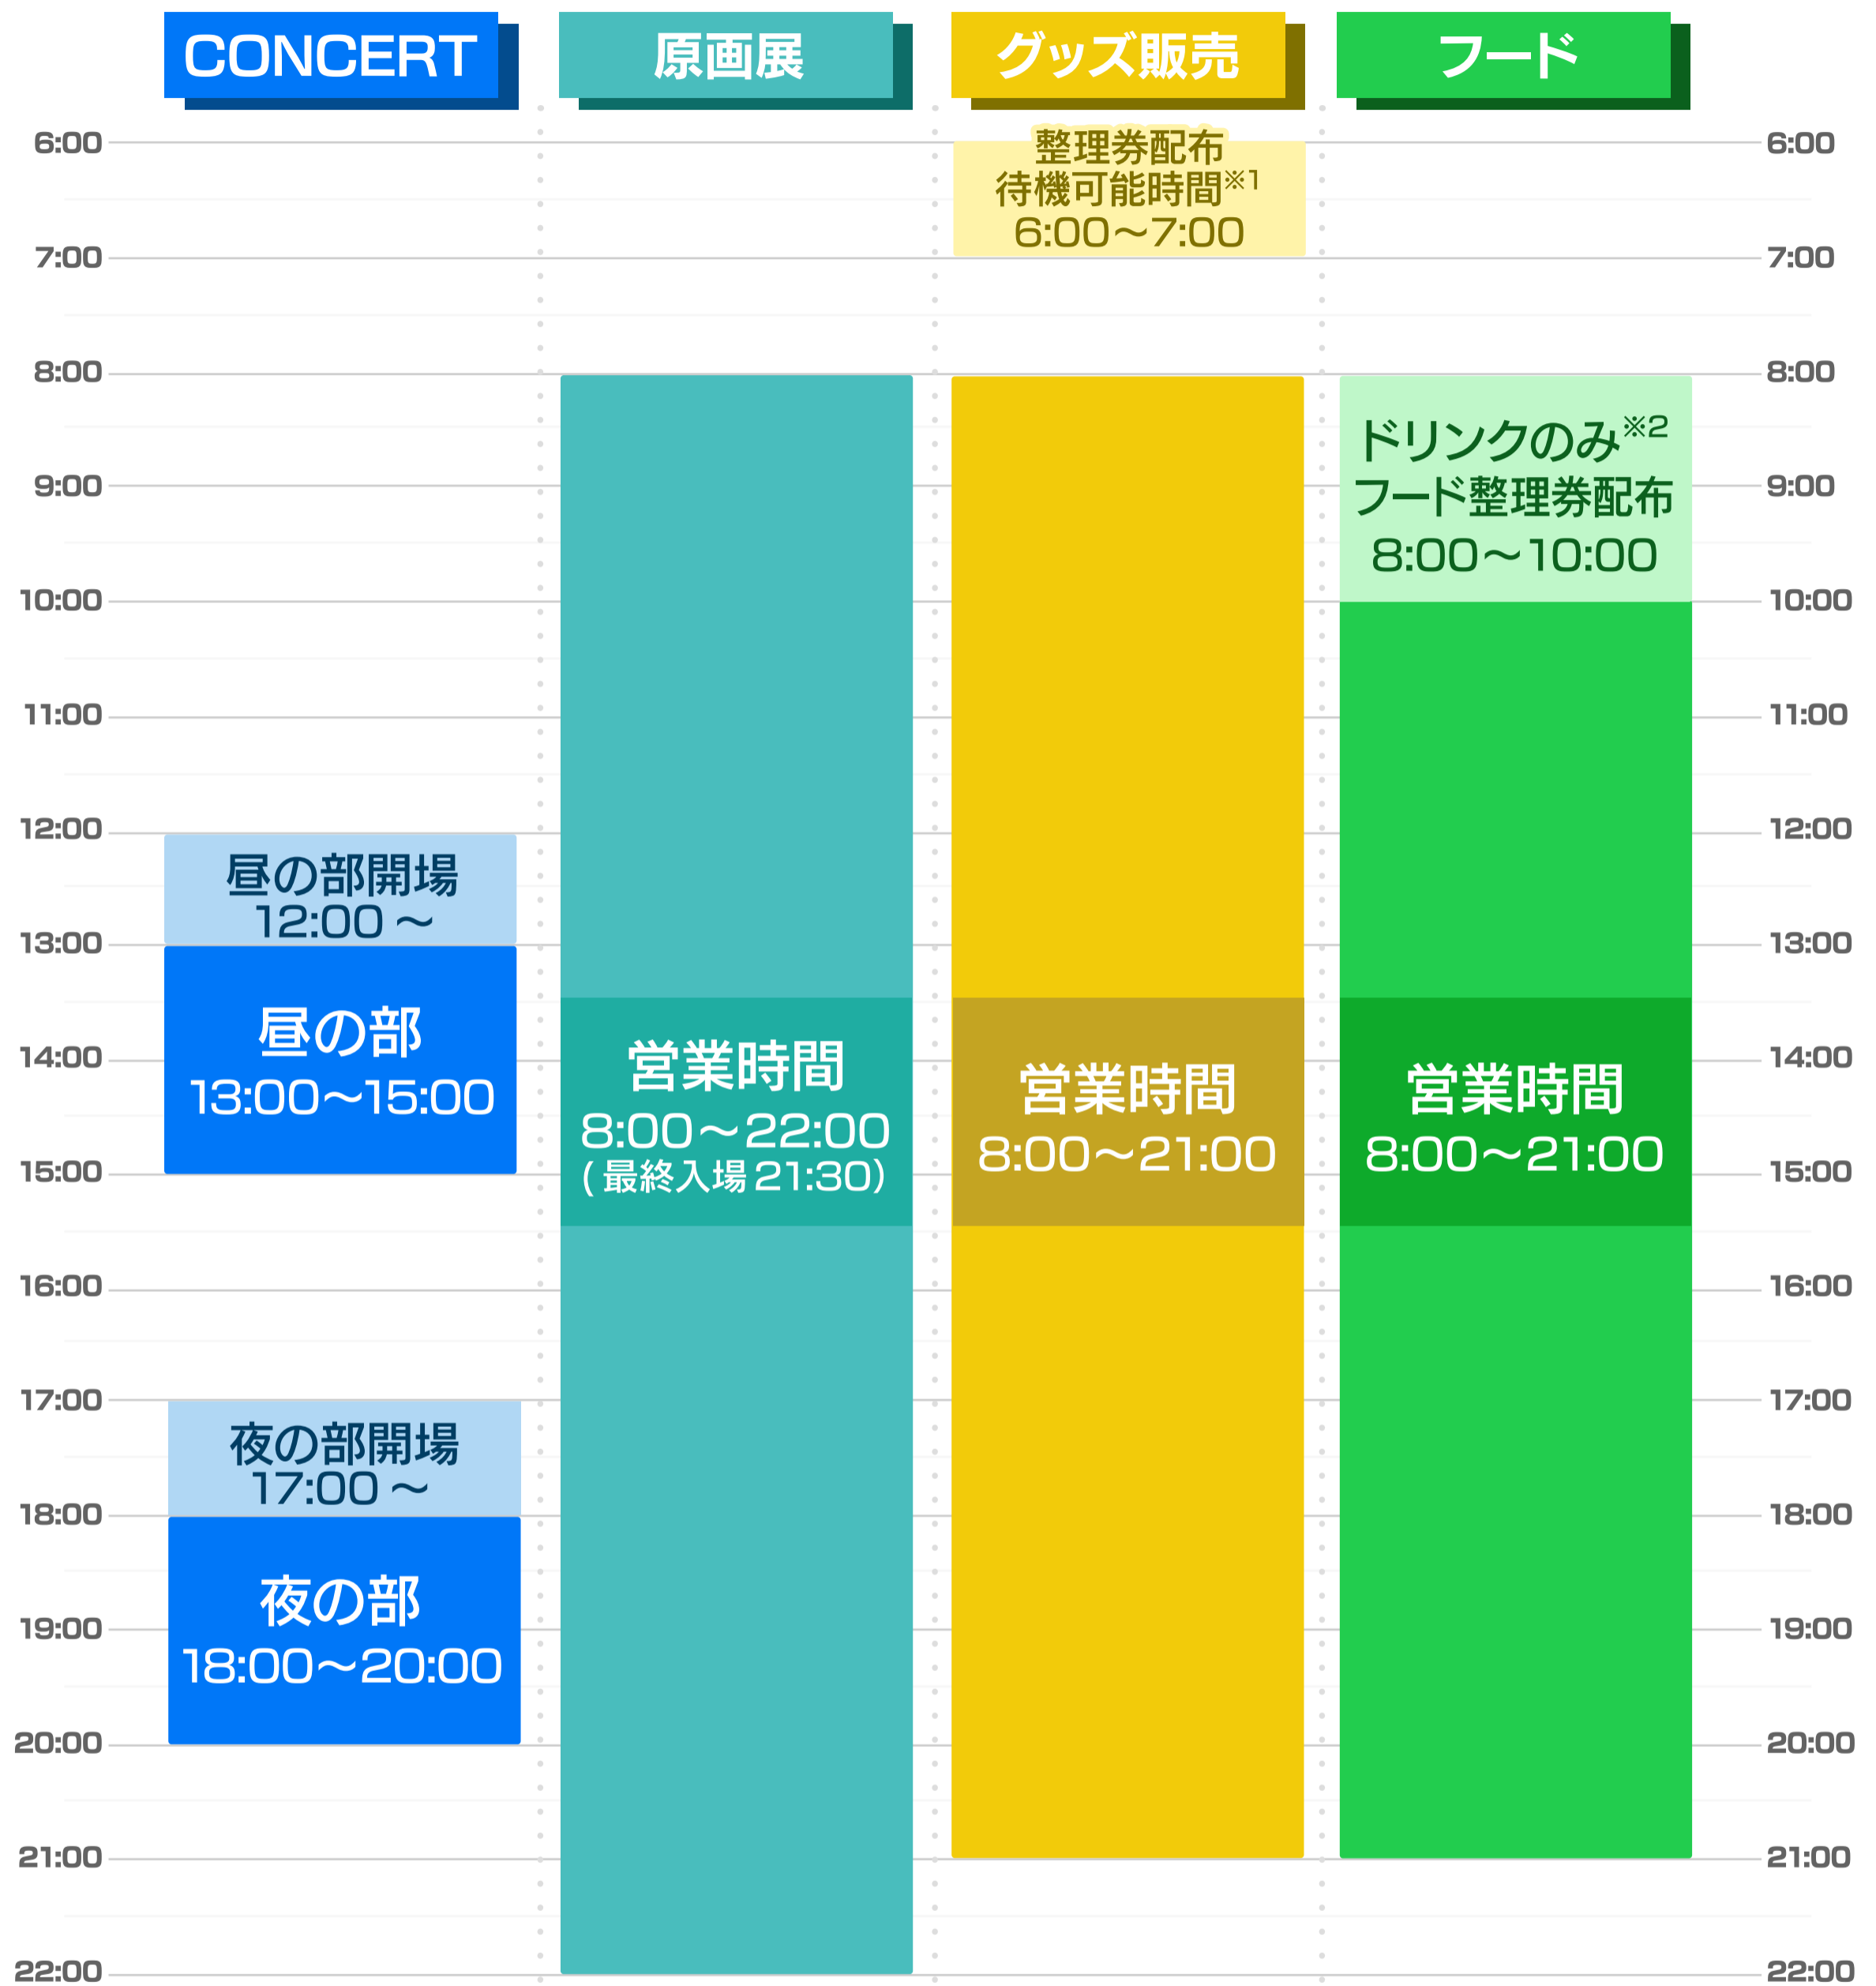 CONCERT
原画展
グッズ販売
フード
6:00
整理券配布
待機可能時間※1
6:00〜7:00
6:00
7:00
7:00
8:00
8:00
ドリンクのみ※2
フード整理券配布
8:00〜10:00
9:00
9:00
10:00
10:00
11:00
11:00
12:00
12:00
昼の部開場
12:00 〜
13:00
13:00
昼の部
13:00〜15:00
14:00
14:00
営業時間
8:00〜22:00
(最終入場 21:30)
営業時間
8:00〜21:00
営業時間
8:00〜21:00
15:00
15:00
16:00
16:00
17:00
17:00
夜の部開場
17:00 〜
18:00
18:00
夜の部
18:00〜20:00
19:00
19:00
20:00
20:00
21:00
21:00
22:00
22:00